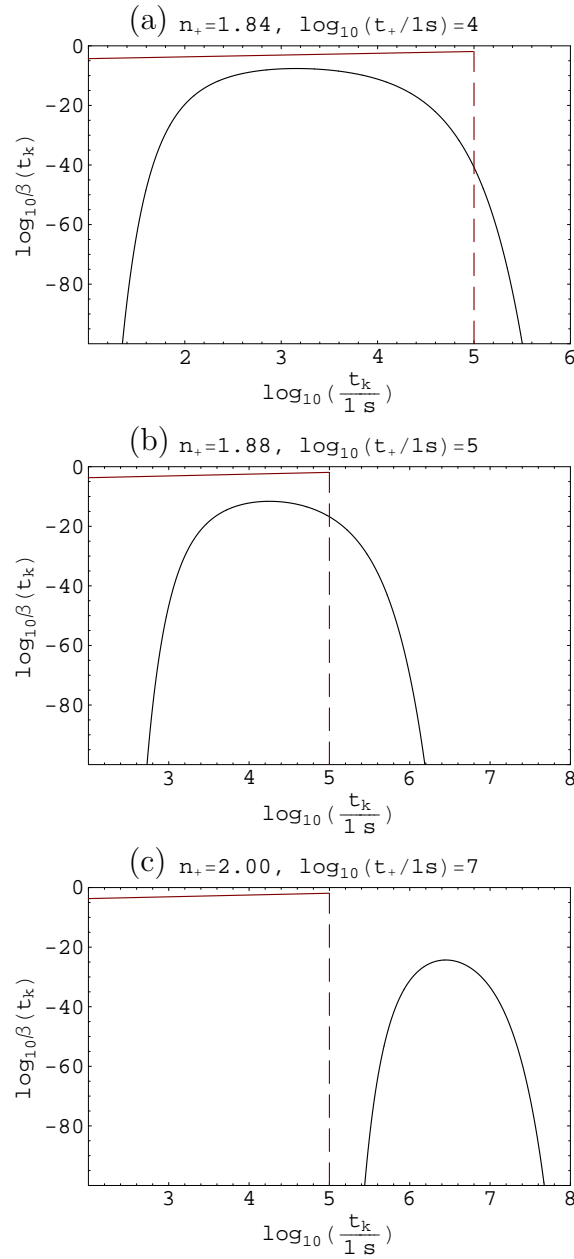 (a) n₊=1.84, log₁₀(t₊/1s)=4
0
-20
-40
-60
-80
log₁₀β(tₖ)
2 3 4 5 6
log₁₀(tₖ/1 s)
(b) n₊=1.88, log₁₀(t₊/1s)=5
0
-20
-40
-60
-80
log₁₀β(tₖ)
3 4 5 6 7 8
log₁₀(tₖ/1 s)
(c) n₊=2.00, log₁₀(t₊/1s)=7
0
-20
-40
-60
-80
log₁₀β(tₖ)
3 4 5 6 7 8
log₁₀(tₖ/1 s)